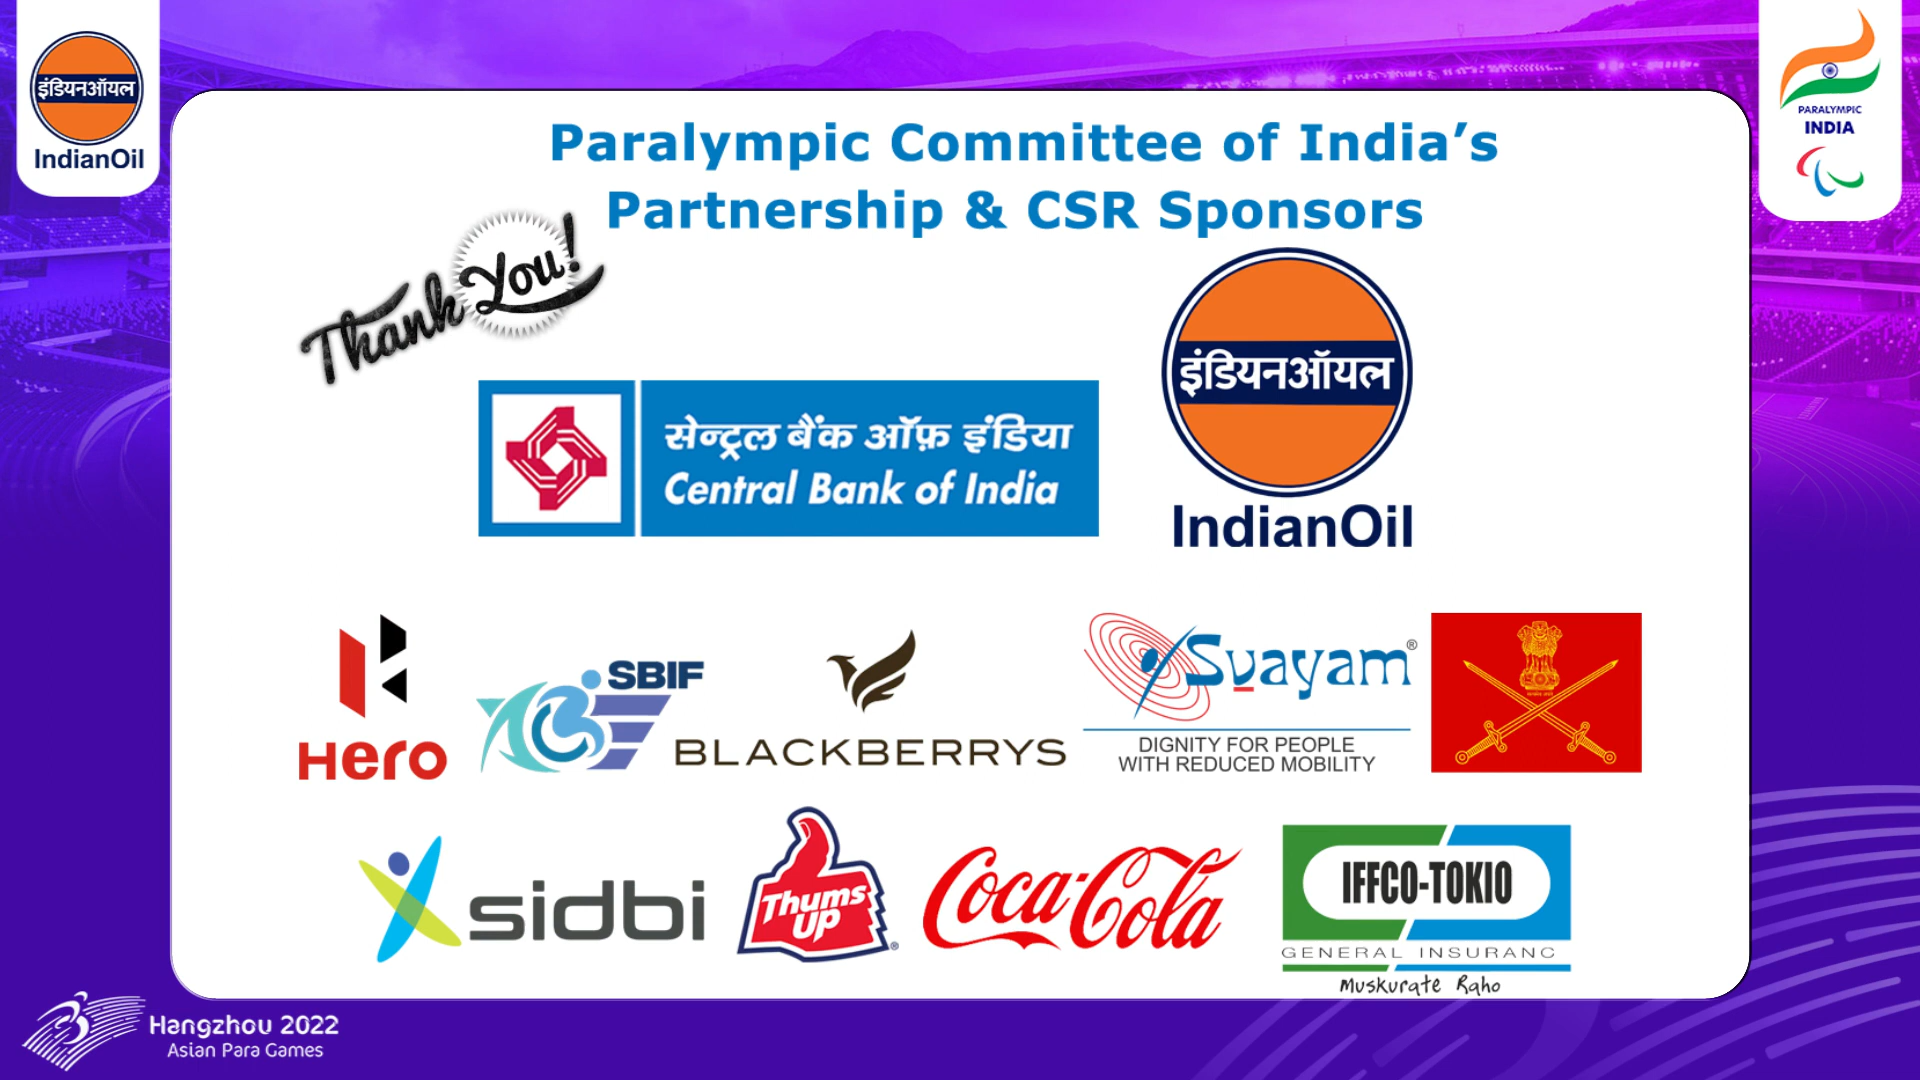 इंडियनऑयल
IndianOil
PARALYMPIC
INDIA
Paralympic Committee of India’s
Partnership & CSR Sponsors
Thank You!
सेन्ट्रल बैंक ऑफ़ इंडिया
Central Bank of India
इंडियनऑयल
IndianOil
Hero
SBIF
BLACKBERRYS
Svayam®
DIGNITY FOR PEOPLE
WITH REDUCED MOBILITY
sidbi
Thums
UP
®
Coca-Cola
IFFCO-TOKIO
GENERAL INSURANC
Muskurate Raho
Hangzhou 2022
Asian Para Games